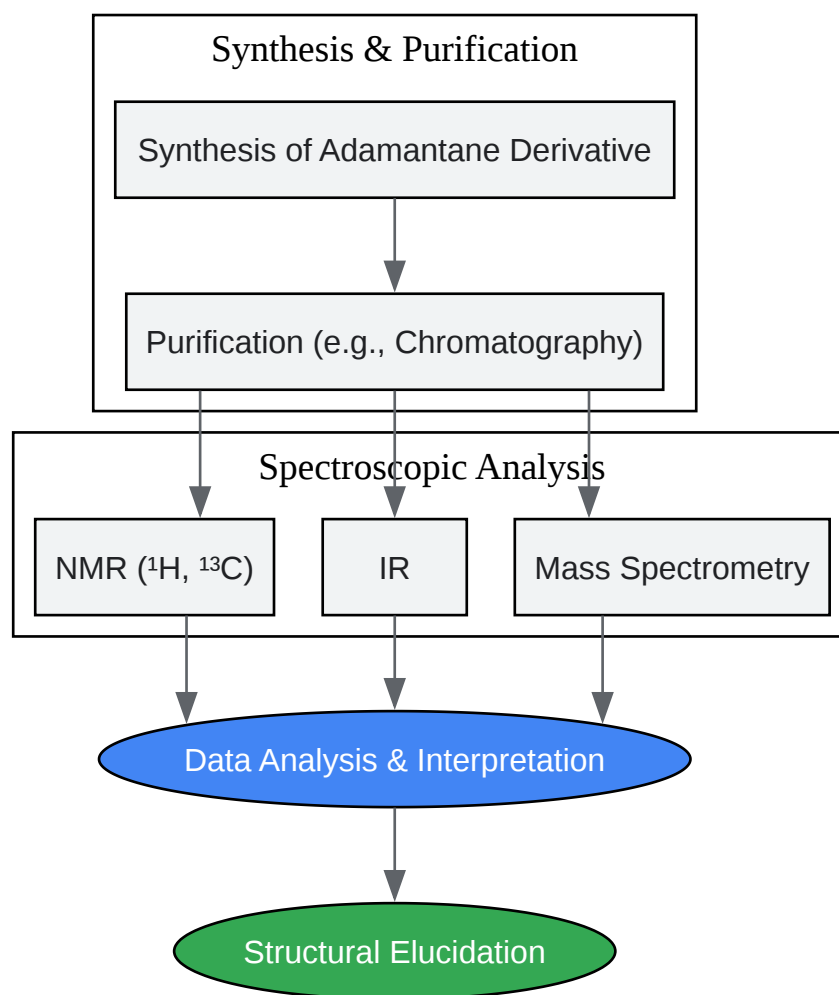 Synthesis & Purification
Synthesis of Adamantane Derivative
Purification (e.g., Chromatography)
Spectroscopic Analysis
NMR (¹H, ¹³C)
IR
Mass Spectrometry
Data Analysis & Interpretation
Structural Elucidation